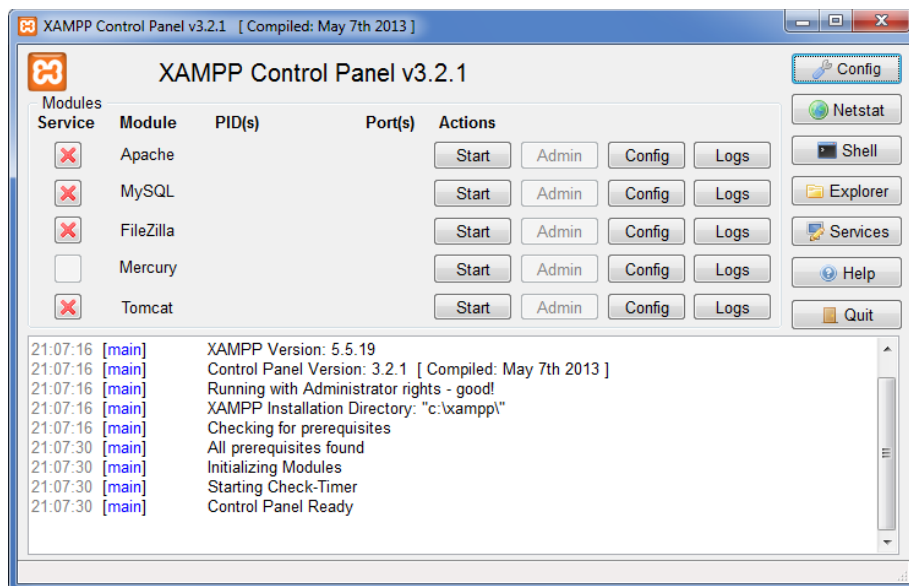 XAMPP Control Panel v3.2.1 [ Compiled: May 7th 2013 ]
XAMPP Control Panel v3.2.1
Config
Modules
Service Module PID(s) Port(s) Actions
Netstat
Apache Start Admin Config Logs
Shell
MySQL Start Admin Config Logs
Explorer
FileZilla Start Admin Config Logs
Services
Mercury Start Admin Config Logs
Help
Tomcat Start Admin Config Logs
Quit
21:07:16 [main] XAMPP Version: 5.5.19
21:07:16 [main] Control Panel Version: 3.2.1 [ Compiled: May 7th 2013 ]
21:07:16 [main] Running with Administrator rights - good!
21:07:16 [main] XAMPP Installation Directory: "c:\xampp\"
21:07:16 [main] Checking for prerequisites
21:07:30 [main] All prerequisites found
21:07:30 [main] Initializing Modules
21:07:30 [main] Starting Check-Timer
21:07:30 [main] Control Panel Ready